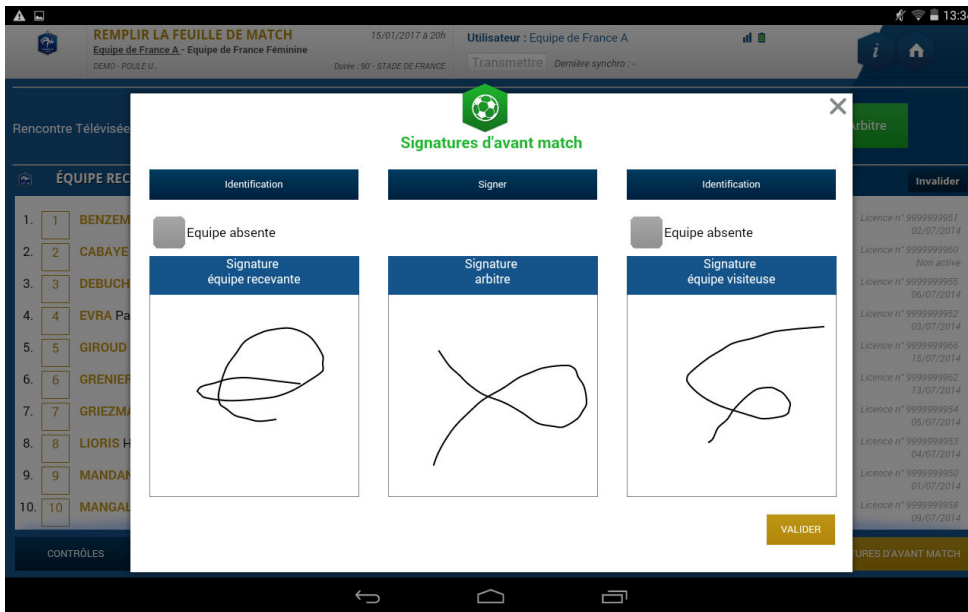 13:34
REMPLIR LA FEUILLE DE MATCH
15/01/2017 à 20h
Equipe de France A - Equipe de France Féminine
DEMO - POULE U..
Durée : 90' - STADE DE FRANCE
Utilisateur : Equipe de France A
Transmettre Dernière synchro : -
i
Rencontre Télévisée
Arbitre
Signatures d'avant match
ÉQUIPE REC
Invalider
Identification
Signer
Identification
Equipe absente
Equipe absente
Signature
équipe recevante
Signature
arbitre
Signature
équipe visiteuse
1. 1 BENZEM
Licence n° 9999999951
02/07/2014
2. 2 CABAYE
Licence n° 9999999960
Non active
3. 3 DEBUCH
Licence n° 9999999955
06/07/2014
4. 4 EVRA Pa
Licence n° 9999999952
03/07/2014
5. 5 GIROUD
Licence n° 9999999966
15/07/2014
6. 6 GRENIER
Licence n° 9999999962
13/07/2014
7. 7 GRIEZMA
Licence n° 9999999954
05/07/2014
8. 8 LIORIS H
Licence n° 9999999953
04/07/2014
9. 9 MANDAN
Licence n° 9999999950
01/07/2014
10. 10 MANGAL
Licence n° 9999999958
09/07/2014
VALIDER
CONTRÔLES
TURES D'AVANT MATCH